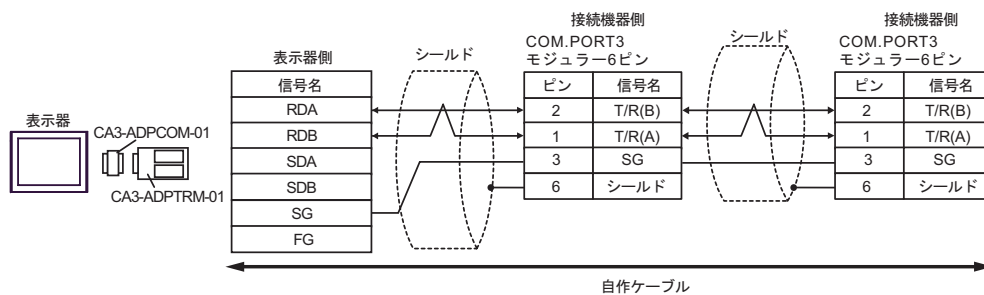 表示器
CA3-ADPCOM-01
CA3-ADPTRM-01
表示器側
信号名
RDA
RDB
SDA
SDB
SG
FG
シールド
接続機器側
COM.PORT3
モジュラー6ピン
ピン 信号名
2 T/R(B)
1 T/R(A)
3 SG
6 シールド
シールド
接続機器側
COM.PORT3
モジュラー6ピン
ピン 信号名
2 T/R(B)
1 T/R(A)
3 SG
6 シールド
自作ケーブル